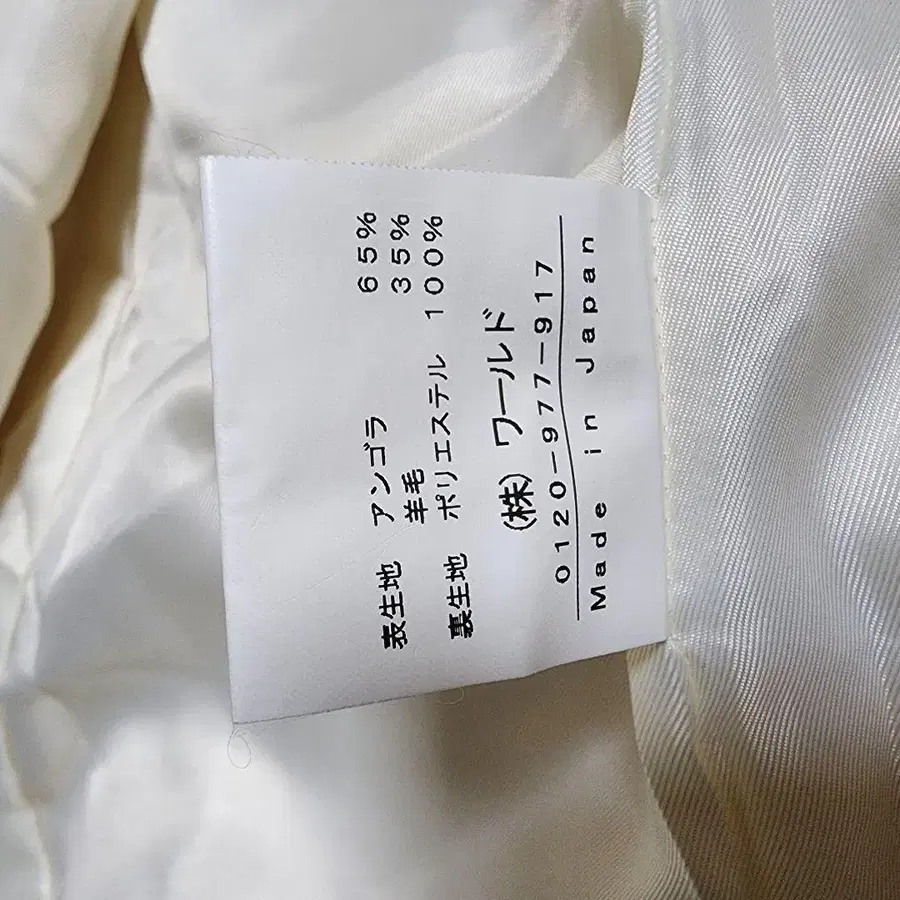 表生地 アンゴラ 65%
羊毛 35%
裏生地 ポリエステル 100%
(株) ワールド
0120-977-917
Made in Japan